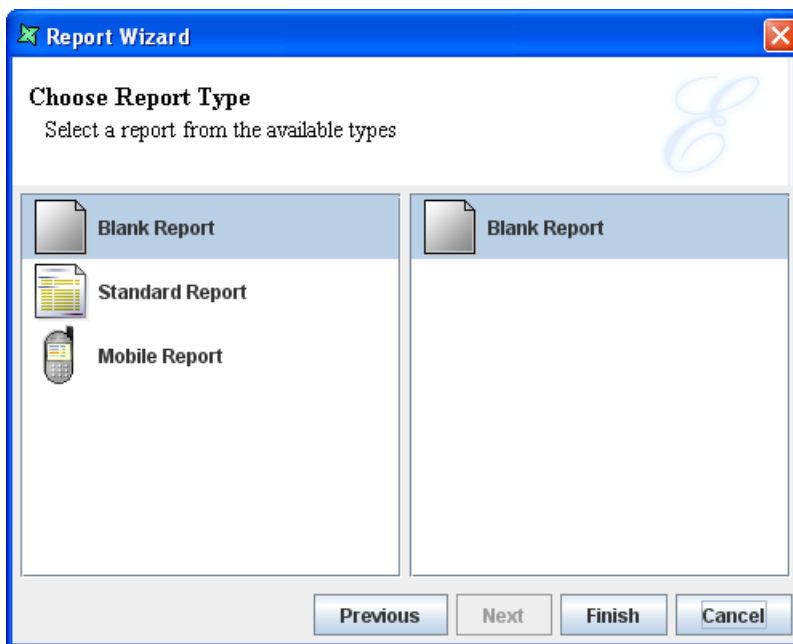 Report Wizard
Choose Report Type
Select a report from the available types
Blank Report
Standard Report
Mobile Report
Blank Report
Previous Next Finish Cancel